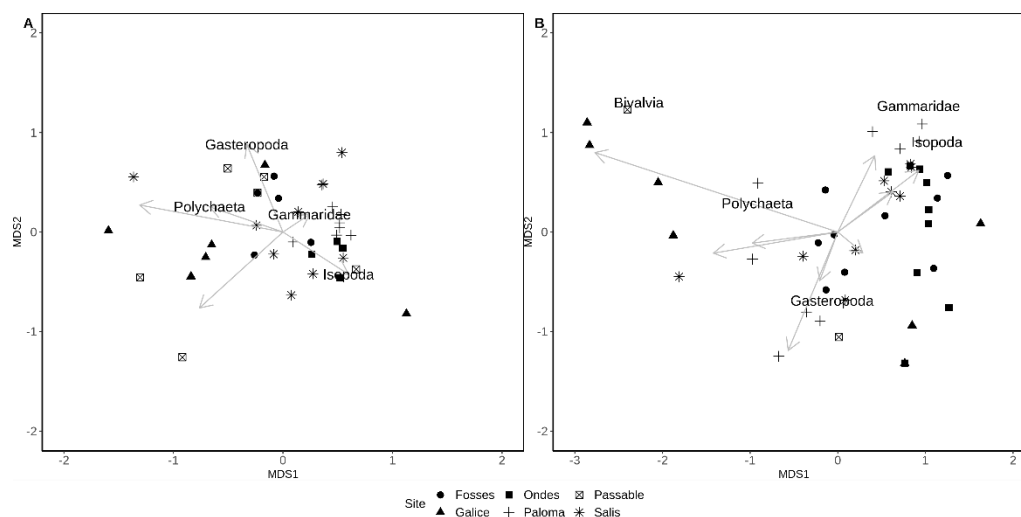 A
B
2
2
Bivalvia
Gammaridae
1
1
Gasteropoda
Isopoda
Polychaeta
Polychaeta
Gammaridae
MDS2
0
MDS2
0
Isopoda
Gasteropoda
-1
-1
-2
-2
-2 -1 0 1 2
-3 -2 -1 0 1 2
MDS1
MDS1
Site Fosses Ondes Passable
Galice Paloma Salis